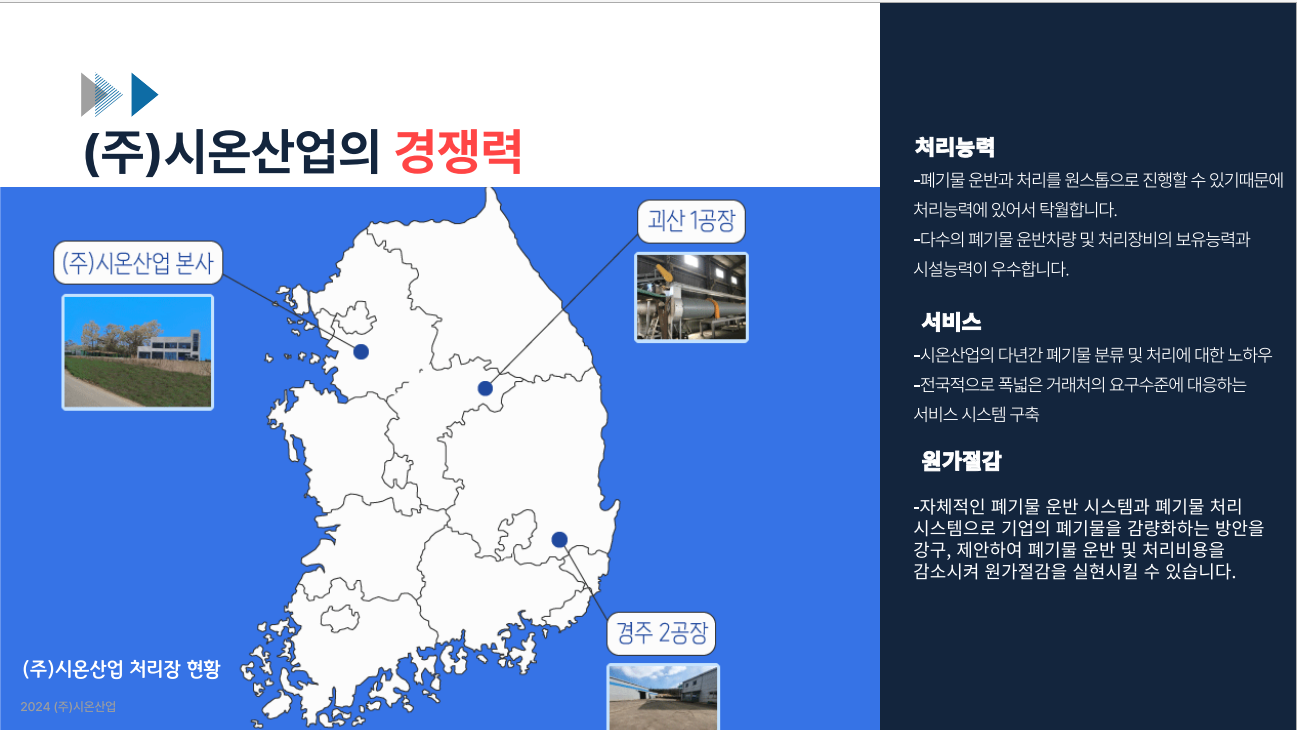 (주)시온산업의 경쟁력
(주)시온산업 본사
괴산 1공장
경주 2공장
(주)시온산업 처리장 현황
2024 (주)시온산업
처리능력
-폐기물 운반과 처리를 원스톱으로 진행할 수 있기때문에
처리능력에 있어서 탁월합니다.
-다수의 폐기물 운반차량 및 처리장비의 보유능력과
시설능력이 우수합니다.
서비스
-시온산업의 다년간 폐기물 분류 및 처리에 대한 노하우
-전국적으로 폭넓은 거래처의 요구수준에 대응하는
서비스 시스템 구축
원가절감
-자체적인 폐기물 운반 시스템과 폐기물 처리
시스템으로 기업의 폐기물을 감량화하는 방안을
강구, 제안하여 폐기물 운반 및 처리비용을
감소시켜 원가절감을 실현시킬 수 있습니다.